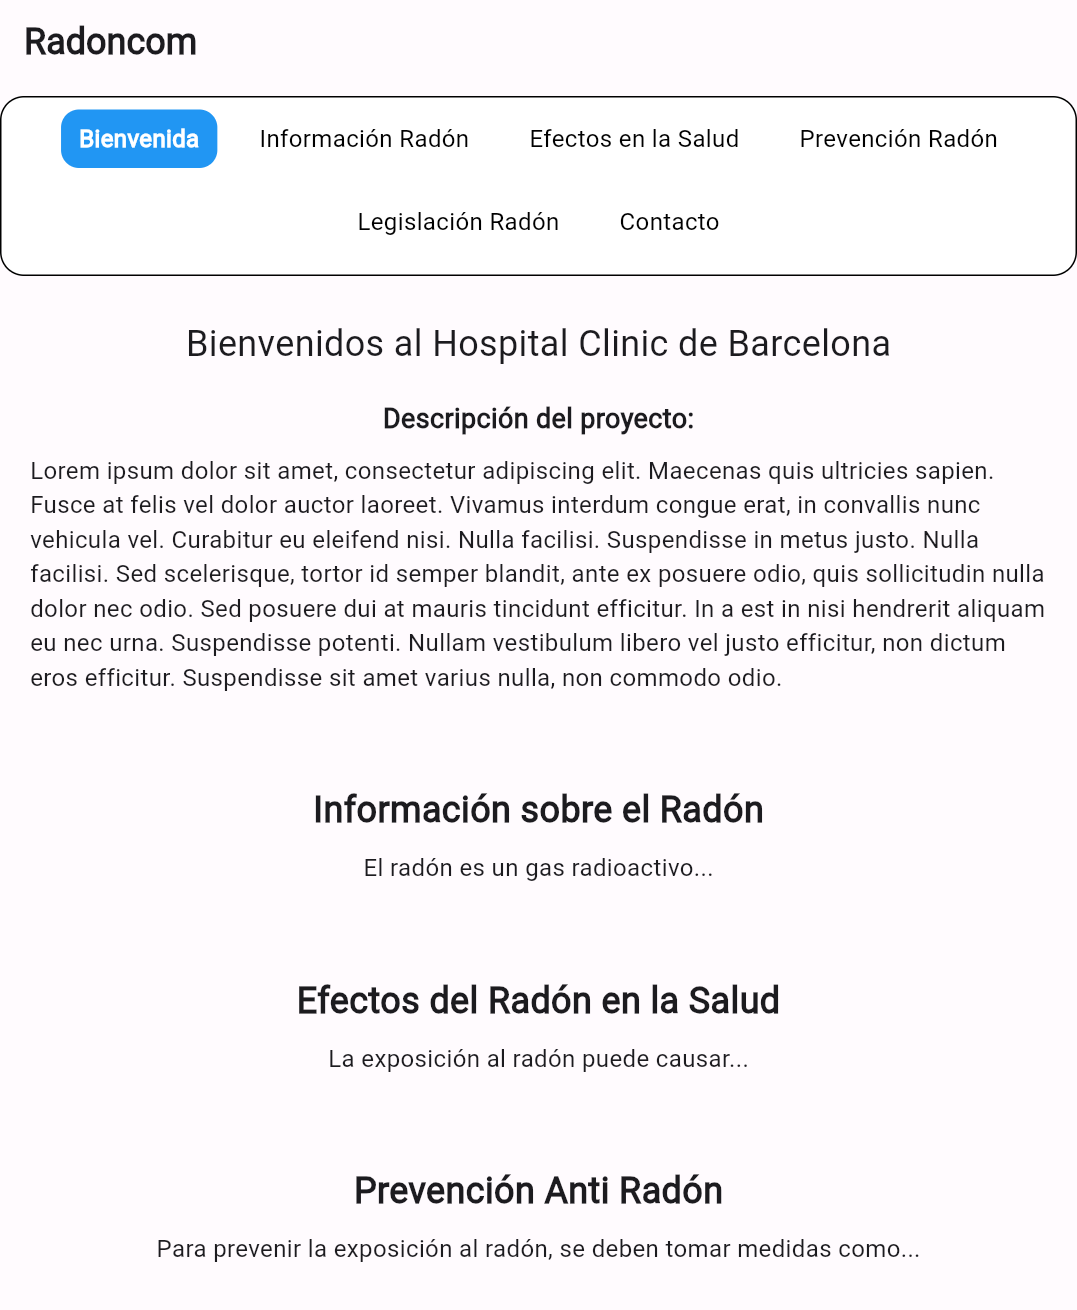 Radoncom
Bienvenida Información Radón Efectos en la Salud Prevención Radón
Legislación Radón Contacto
Bienvenidos al Hospital Clinic de Barcelona
Descripción del proyecto:
Lorem ipsum dolor sit amet, consectetur adipiscing elit. Maecenas quis ultricies sapien.
Fusce at felis vel dolor auctor laoreet. Vivamus interdum congue erat, in convallis nunc
vehicula vel. Curabitur eu eleifend nisi. Nulla facilisi. Suspendisse in metus justo. Nulla
facilisi. Sed scelerisque, tortor id semper blandit, ante ex posuere odio, quis sollicitudin nulla
dolor nec odio. Sed posuere dui at mauris tincidunt efficitur. In a est in nisi hendrerit aliquam
eu nec urna. Suspendisse potenti. Nullam vestibulum libero vel justo efficitur, non dictum
eros efficitur. Suspendisse sit amet varius nulla, non commodo odio.
Información sobre el Radón
El radón es un gas radioactivo...
Efectos del Radón en la Salud
La exposición al radón puede causar...
Prevención Anti Radón
Para prevenir la exposición al radón, se deben tomar medidas como...